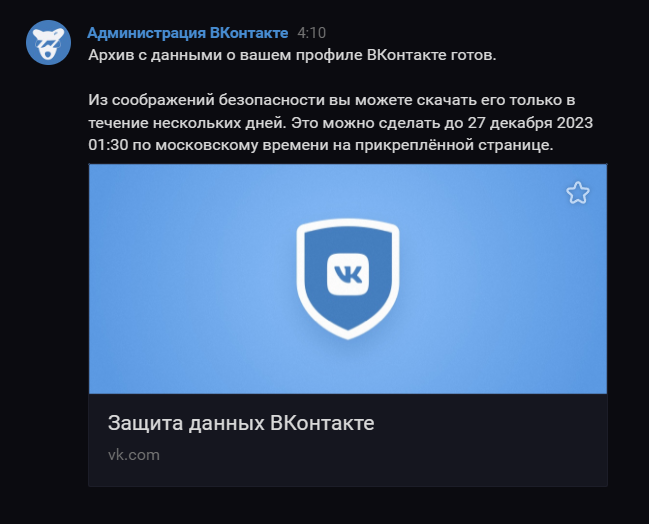 Администрация ВКонтакте 4:10
Архив с данными о вашем профиле ВКонтакте готов.
Из соображений безопасности вы можете скачать его только в
течение нескольких дней. Это можно сделать до 27 декабря 2023
01:30 по московскому времени на прикреплённой странице.
VK
Защита данных ВКонтакте
vk.com